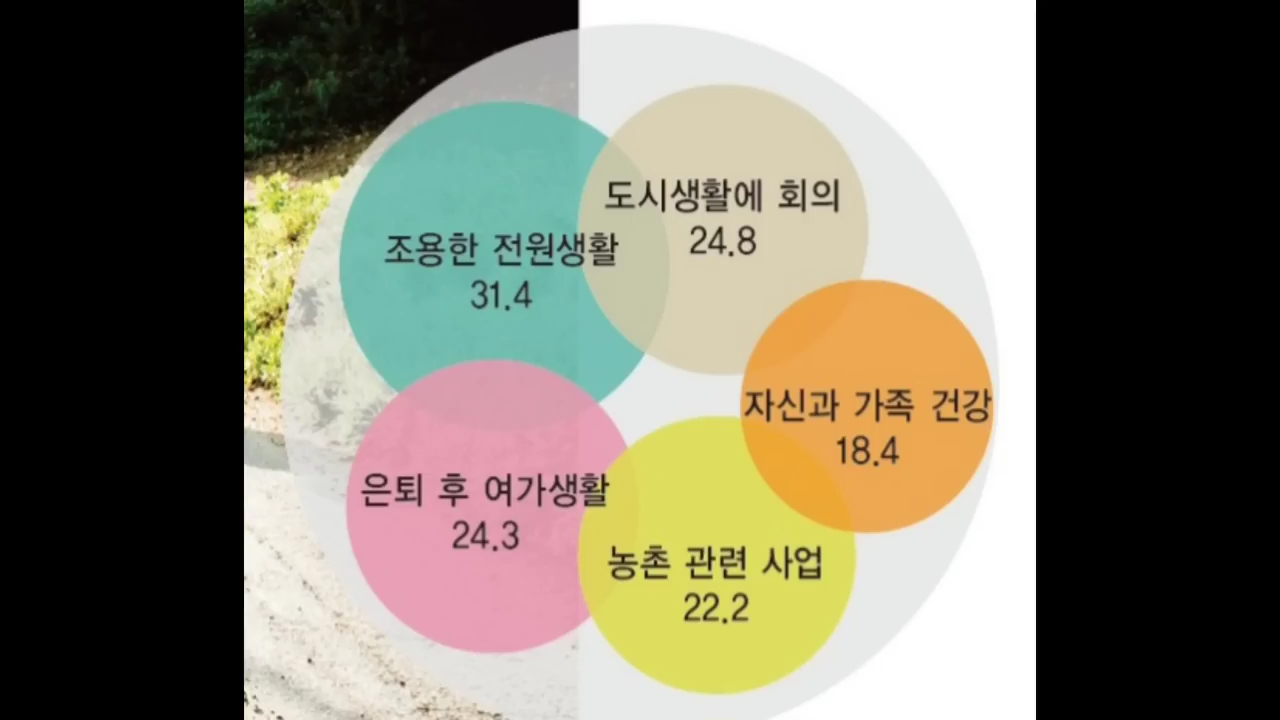 도시생활에 회의
24.8
조용한 전원생활
31.4
자신과 가족 건강
18.4
은퇴 후 여가생활
24.3
농촌 관련 사업
22.2